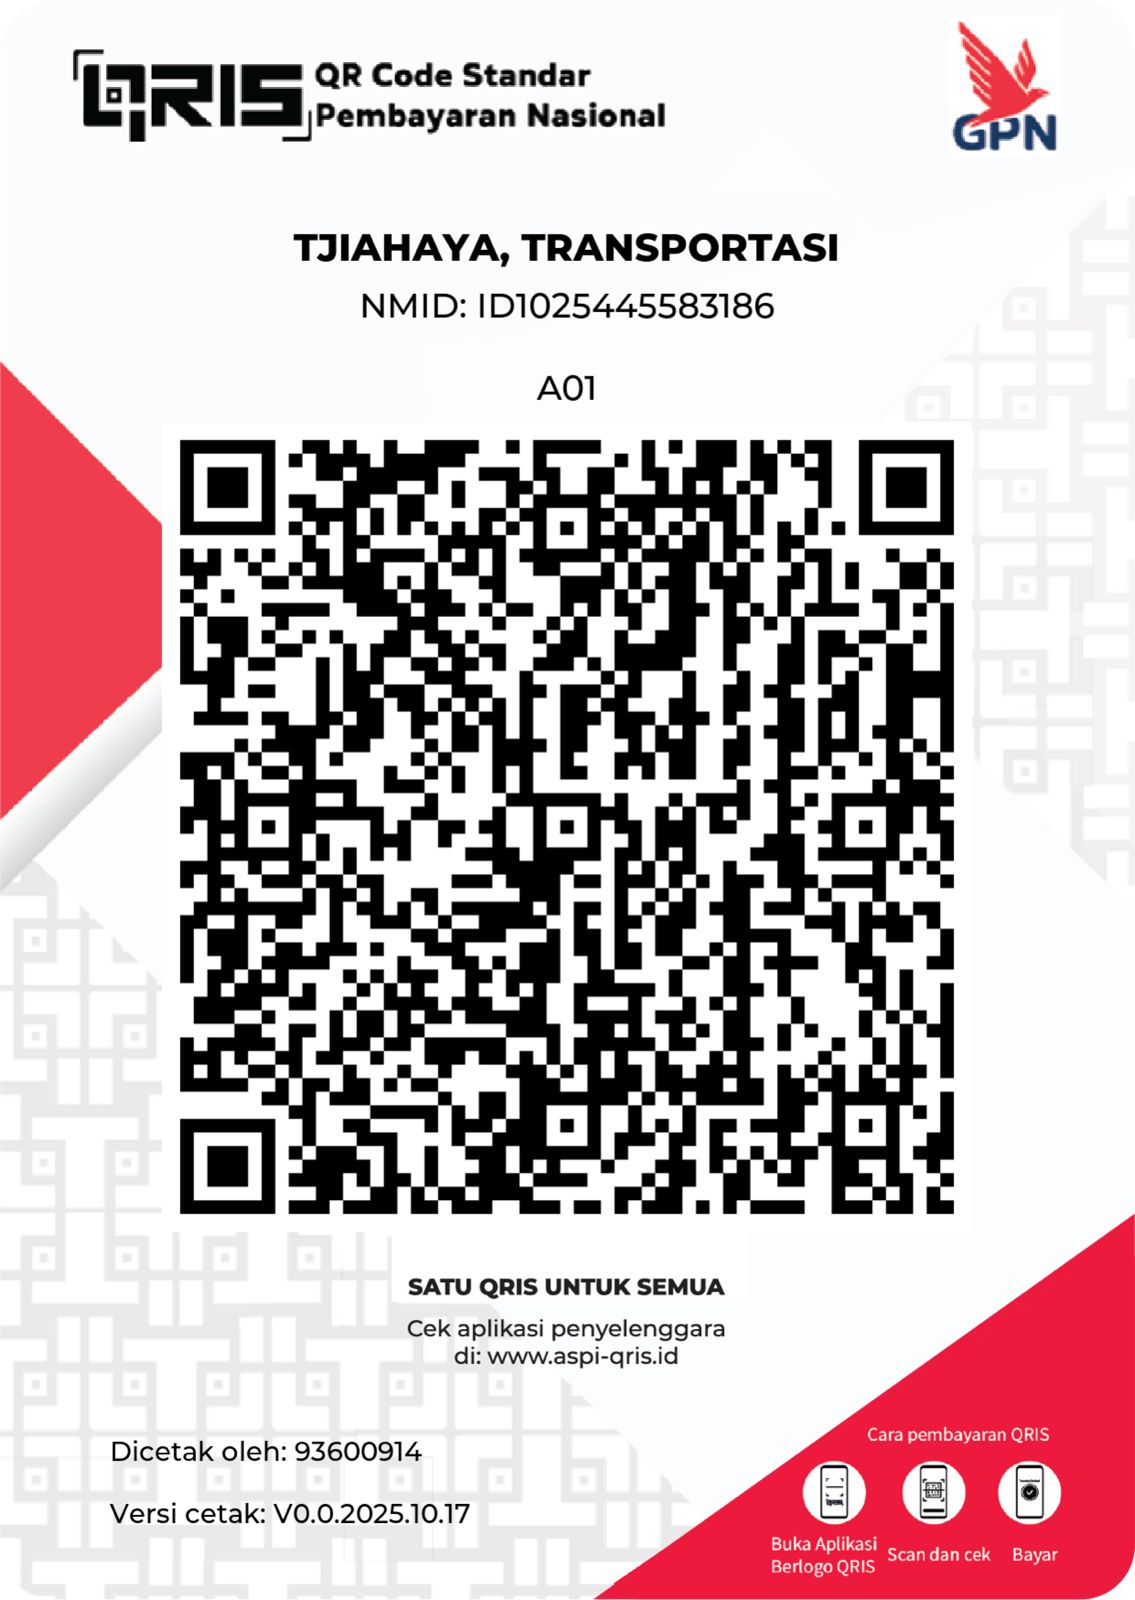 QRIS QR Code Standar
Pembayaran Nasional
GPN
TJIAHAYA, TRANSPORTASI
NMID: ID1025445583186
A01
SATU QRIS UNTUK SEMUA
Cek aplikasi penyelenggara
di: www.aspi-qris.id
Dicetak oleh: 93600914
Versi cetak: V0.0.2025.10.17
Cara pembayaran QRIS
Buka Aplikasi
Berlogo QRIS
Scan dan cek
Bayar